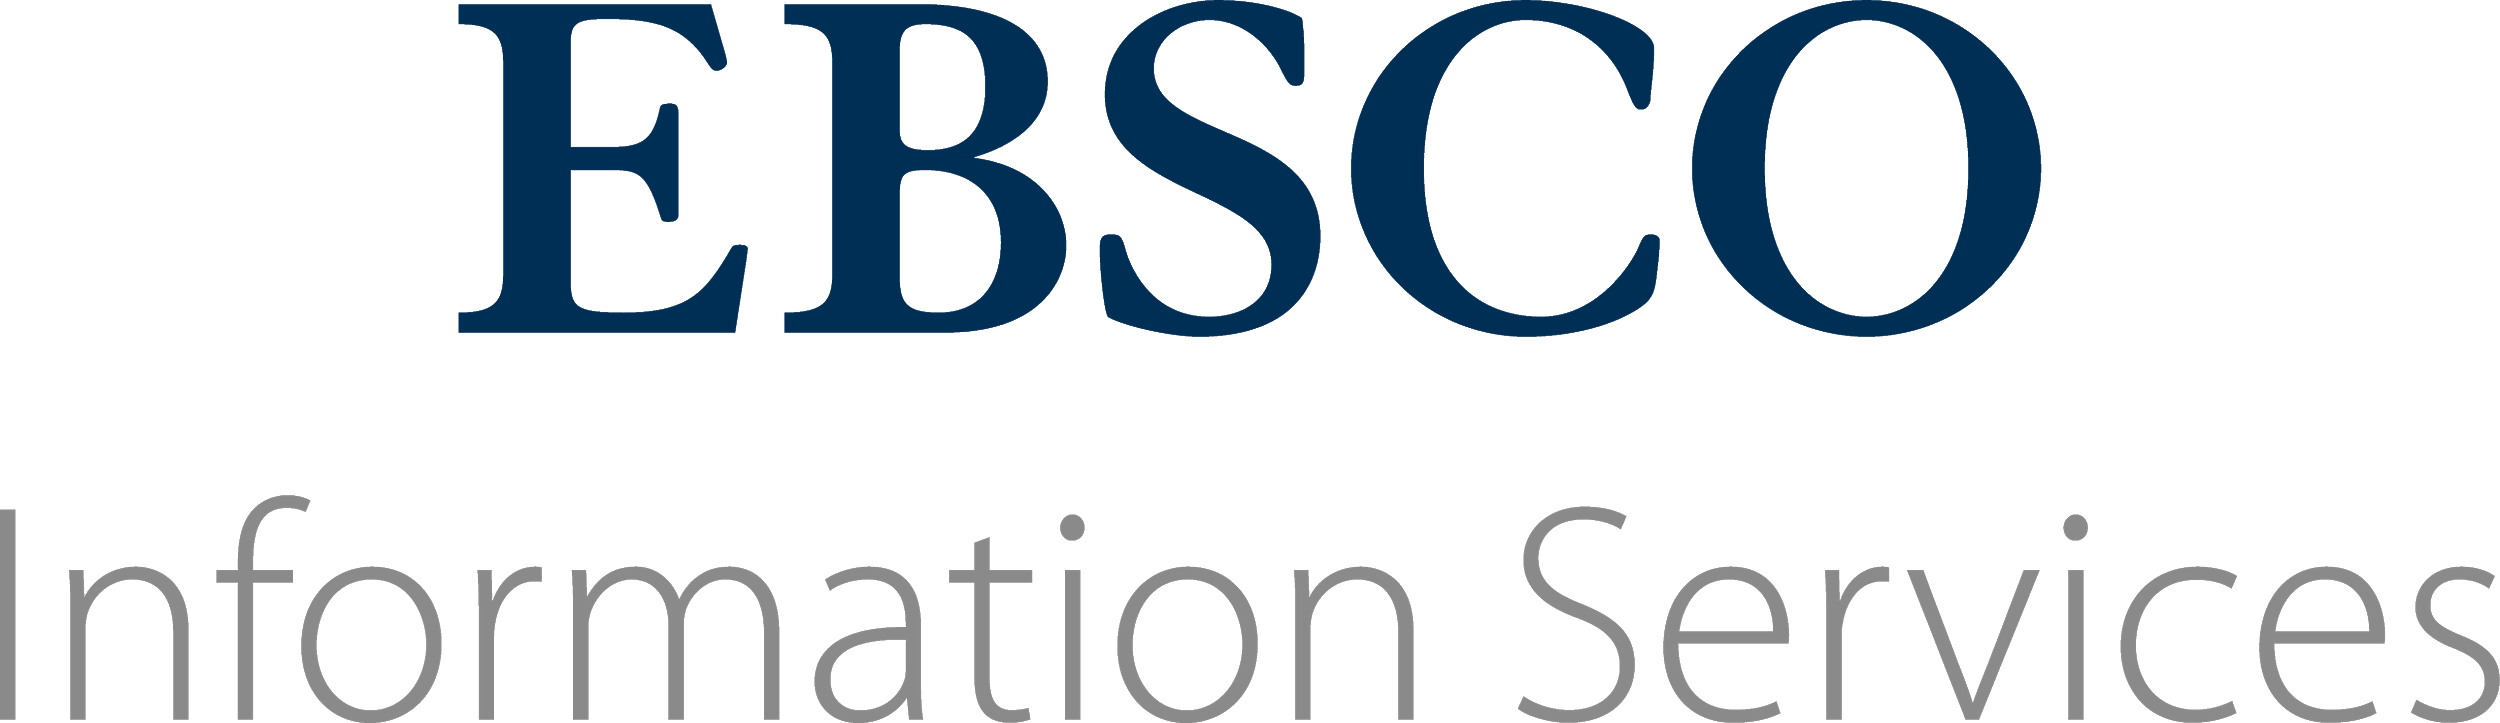 EBSCO
Information Services